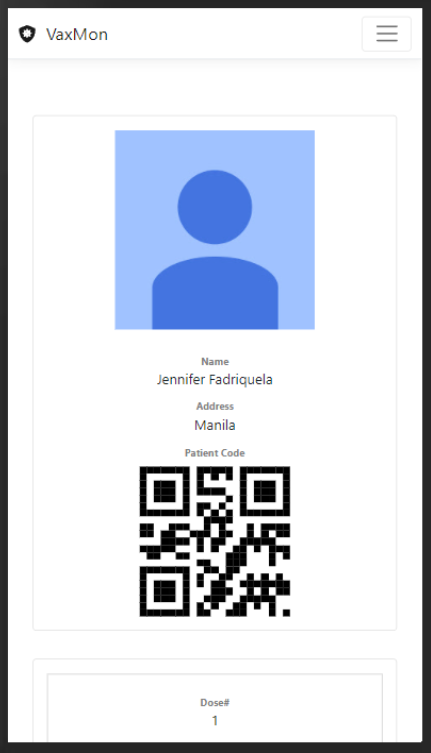 VaxMon
Name
Jennifer Fadriquela
Address
Manila
Patient Code
Dose#
1